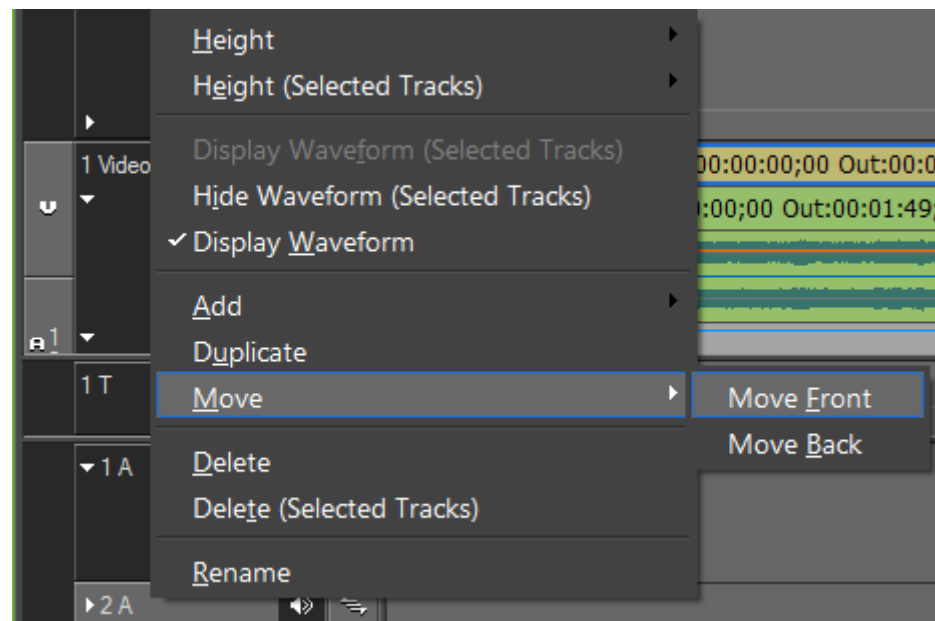 Height
Height (Selected Tracks)
Display Waveform (Selected Tracks)
1 Video
00:00:00;00 Out:00:0
Hide Waveform (Selected Tracks)
:00;00 Out:00:01:49;
Display Waveform
Add
A 1
Duplicate
1 T
Move
Move Front
Move Back
1 A
Delete
Delete (Selected Tracks)
Rename
2 A